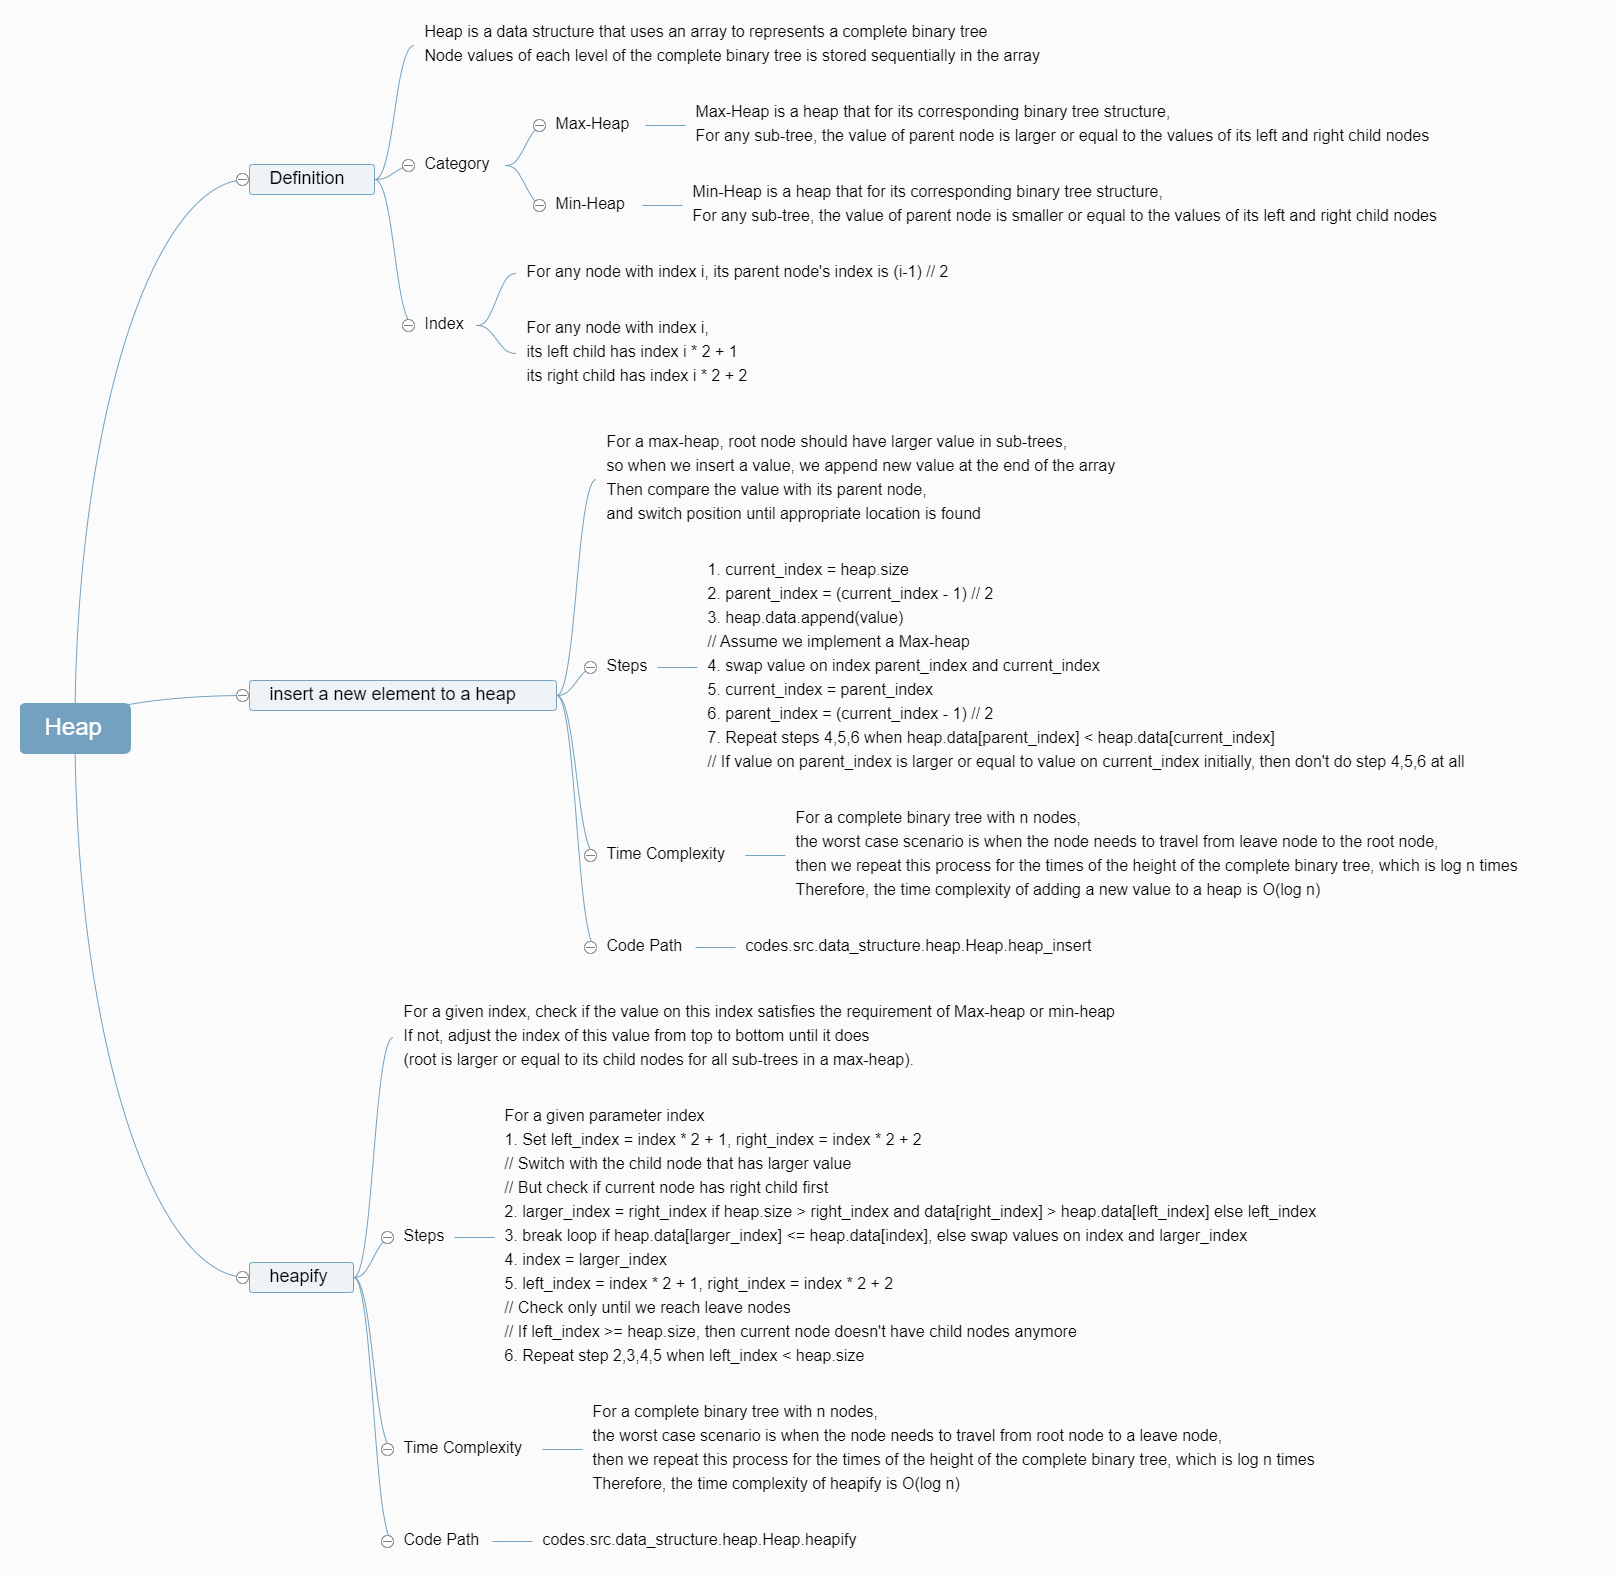 Heap
Definition
Heap is a data structure that uses an array to represents a complete binary tree
Node values of each level of the complete binary tree is stored sequentially in the array
Category
Max-Heap
Max-Heap is a heap that for its corresponding binary tree structure,
For any sub-tree, the value of parent node is larger or equal to the values of its left and right child nodes
Min-Heap
Min-Heap is a heap that for its corresponding binary tree structure,
For any sub-tree, the value of parent node is smaller or equal to the values of its left and right child nodes
Index
For any node with index i, its parent node's index is (i-1) // 2
For any node with index i,
its left child has index i * 2 + 1
its right child has index i * 2 + 2
insert a new element to a heap
For a max-heap, root node should have larger value in sub-trees,
so when we insert a value, we append new value at the end of the array
Then compare the value with its parent node,
and switch position until appropriate location is found
Steps
1. current_index = heap.size
2. parent_index = (current_index - 1) // 2
3. heap.data.append(value)
// Assume we implement a Max-heap
4. swap value on index parent_index and current_index
5. current_index = parent_index
6. parent_index = (current_index - 1) // 2
7. Repeat steps 4,5,6 when heap.data[parent_index] < heap.data[current_index]
// If value on parent_index is larger or equal to value on current_index initially, then don't do step 4,5,6 at all
Time Complexity
For a complete binary tree with n nodes,
the worst case scenario is when the node needs to travel from leave node to the root node,
then we repeat this process for the times of the height of the complete binary tree, which is log n times
Therefore, the time complexity of adding a new value to a heap is O(log n)
Code Path
codes.src.data_structure.heap.Heap.heap_insert
heapify
For a given index, check if the value on this index satisfies the requirement of Max-heap or min-heap
If not, adjust the index of this value from top to bottom until it does
(root is larger or equal to its child nodes for all sub-trees in a max-heap).
Steps
For a given parameter index
1. Set left_index = index * 2 + 1, right_index = index * 2 + 2
// Switch with the child node that has larger value
// But check if current node has right child first
2. larger_index = right_index if heap.size > right_index and data[right_index] > heap.data[left_index] else left_index
3. break loop if heap.data[larger_index] <= heap.data[index], else swap values on index and larger_index
4. index = larger_index
5. left_index = index * 2 + 1, right_index = index * 2 + 2
// Check only until we reach leave nodes
// If left_index >= heap.size, then current node doesn't have child nodes anymore
6. Repeat step 2,3,4,5 when left_index < heap.size
Time Complexity
For a complete binary tree with n nodes,
the worst case scenario is when the node needs to travel from root node to a leave node,
then we repeat this process for the times of the height of the complete binary tree, which is log n times
Therefore, the time complexity of heapify is O(log n)
Code Path
codes.src.data_structure.heap.Heap.heapify